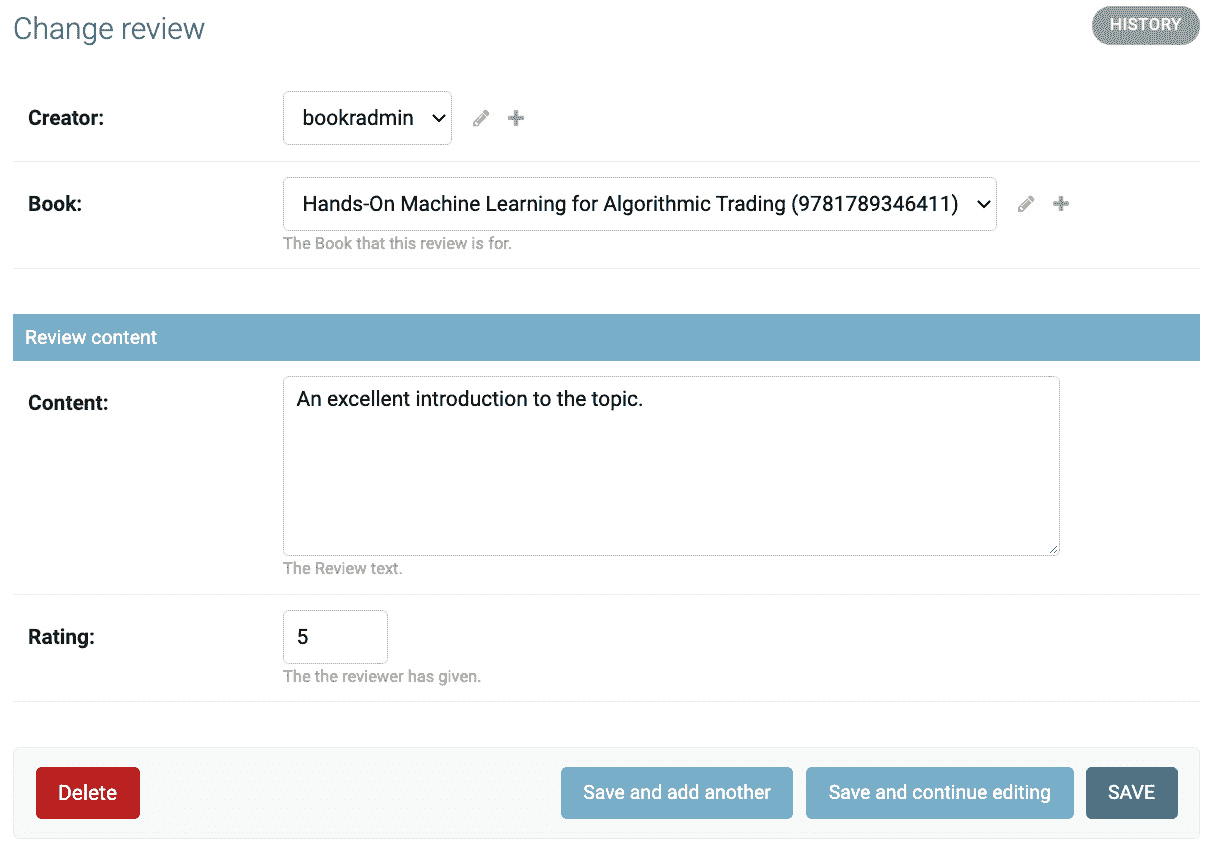 Change review
HISTORY
Creator:
bookradmin
Book:
Hands-On Machine Learning for Algorithmic Trading (9781789346411)
The Book that this review is for.
Review content
Content:
An excellent introduction to the topic.
The Review text.
Rating:
5
The the reviewer has given.
Delete
Save and add another
Save and continue editing
SAVE